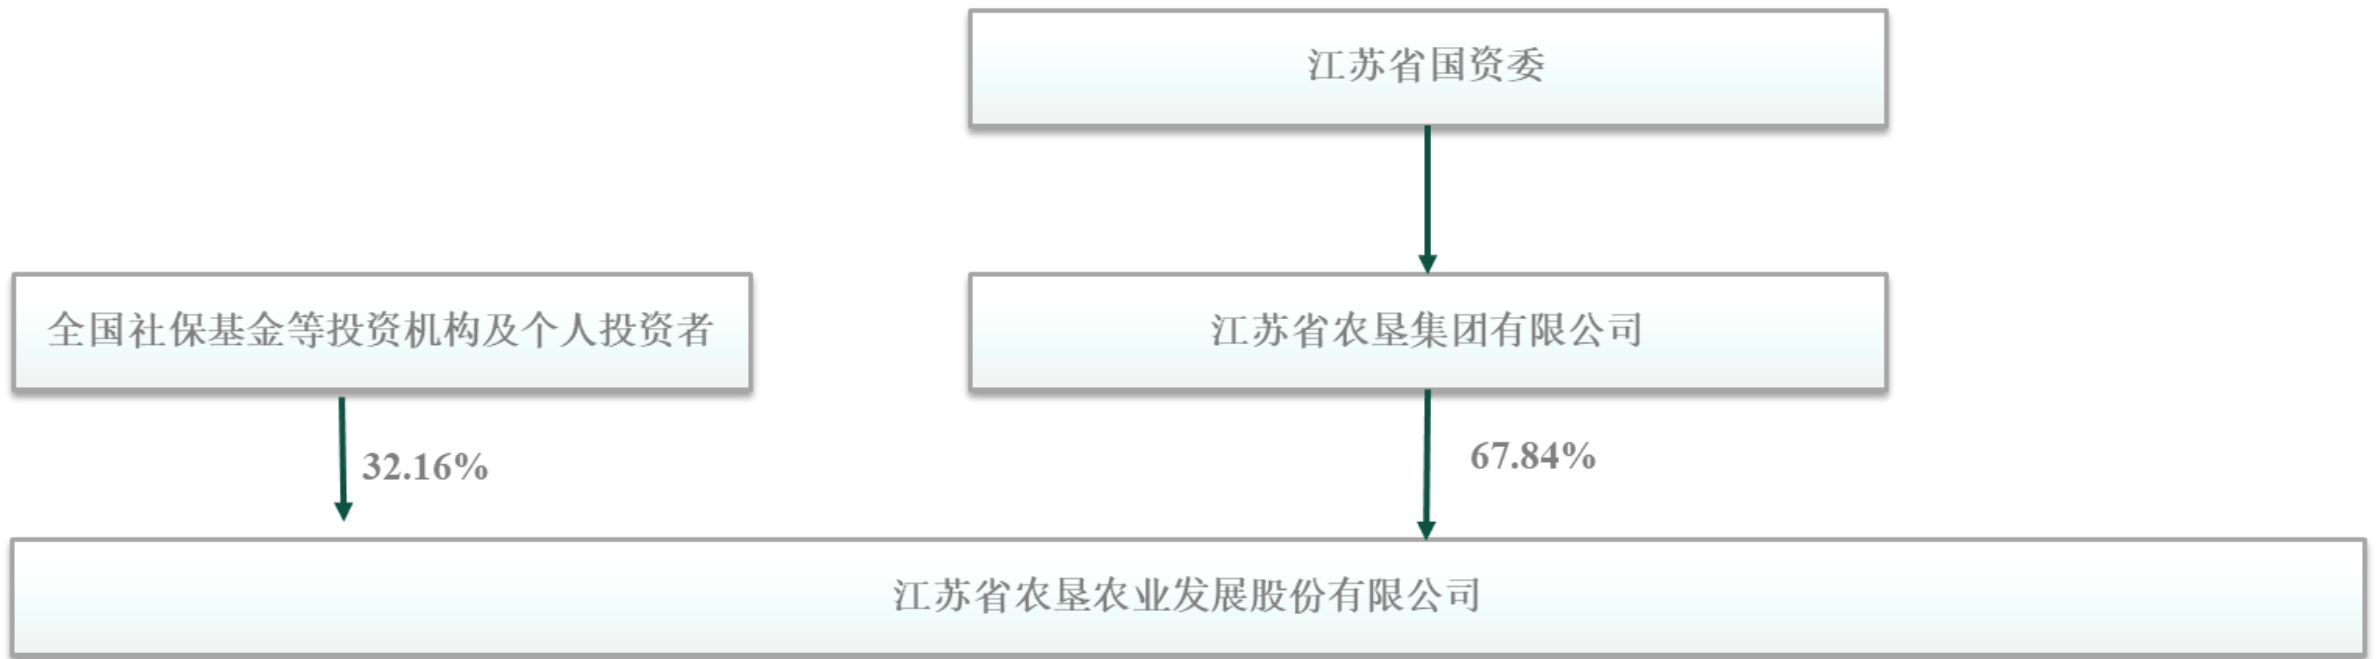 江苏省国资委
全国社保基金等投资机构及个人投资者
江苏省农垦集团有限公司
32.16%
67.84%
江苏省农垦农业发展股份有限公司